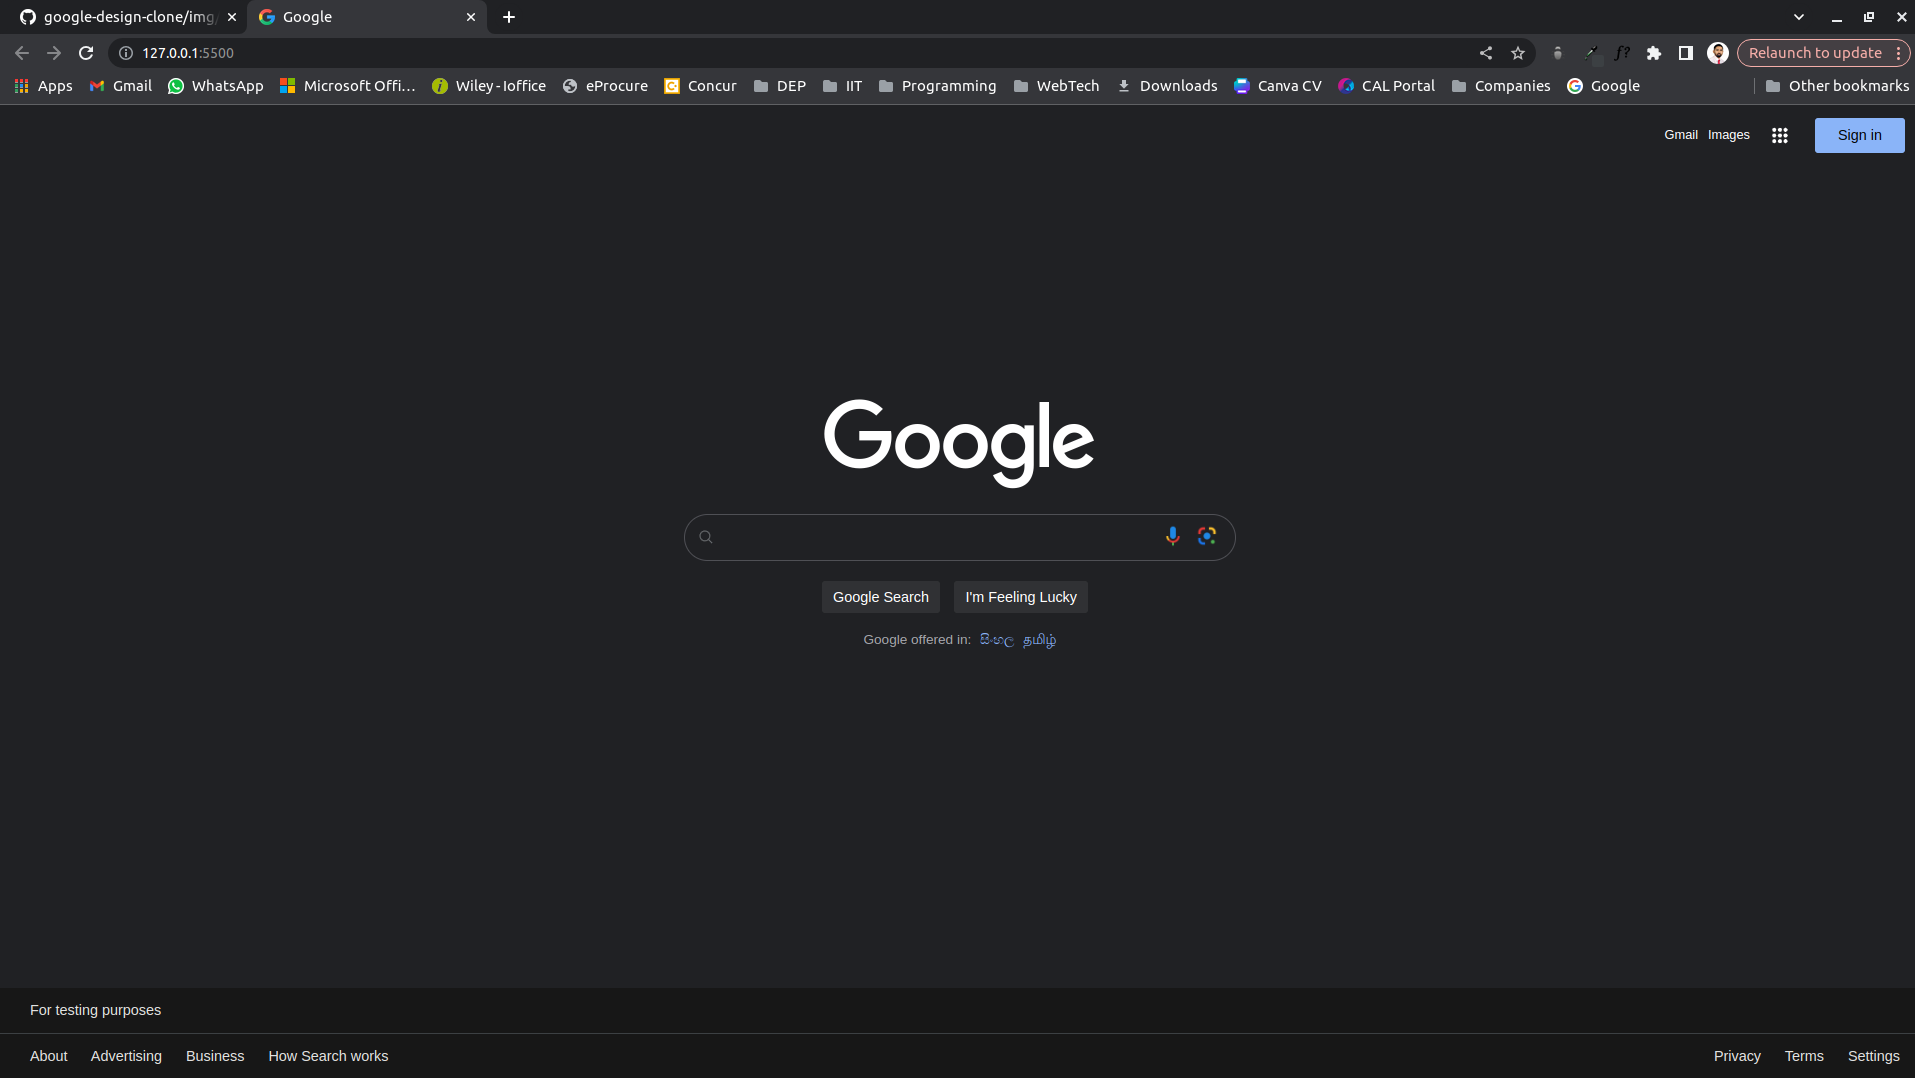 google-design-clone/img/
Google
127.0.0.1:5500
f?
Relaunch to update
Apps
Gmail
WhatsApp
Microsoft Offi…
Wiley - Ioffice
eProcure
Concur
DEP
IIT
Programming
WebTech
Downloads
Canva CV
CAL Portal
Companies
Google
Other bookmarks
Gmail Images
Sign in
Google
Google Search
I'm Feeling Lucky
Google offered in: සිංහල தமிழ்
For testing purposes
About Advertising Business How Search works
Privacy Terms Settings